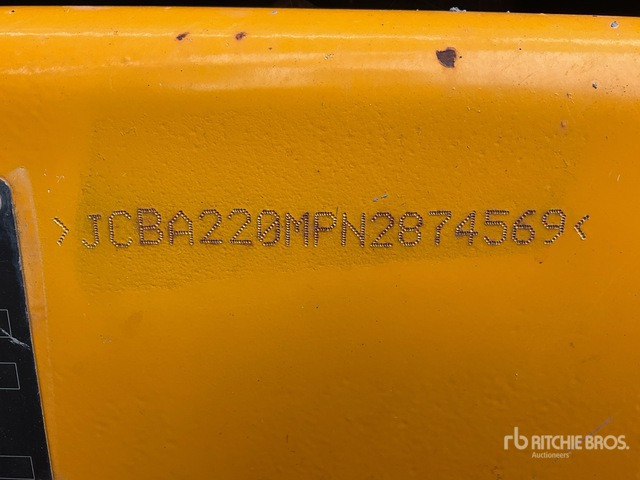 >JCBA220MPN2874569<
rb RITCHIE BROS.
Auctioneers